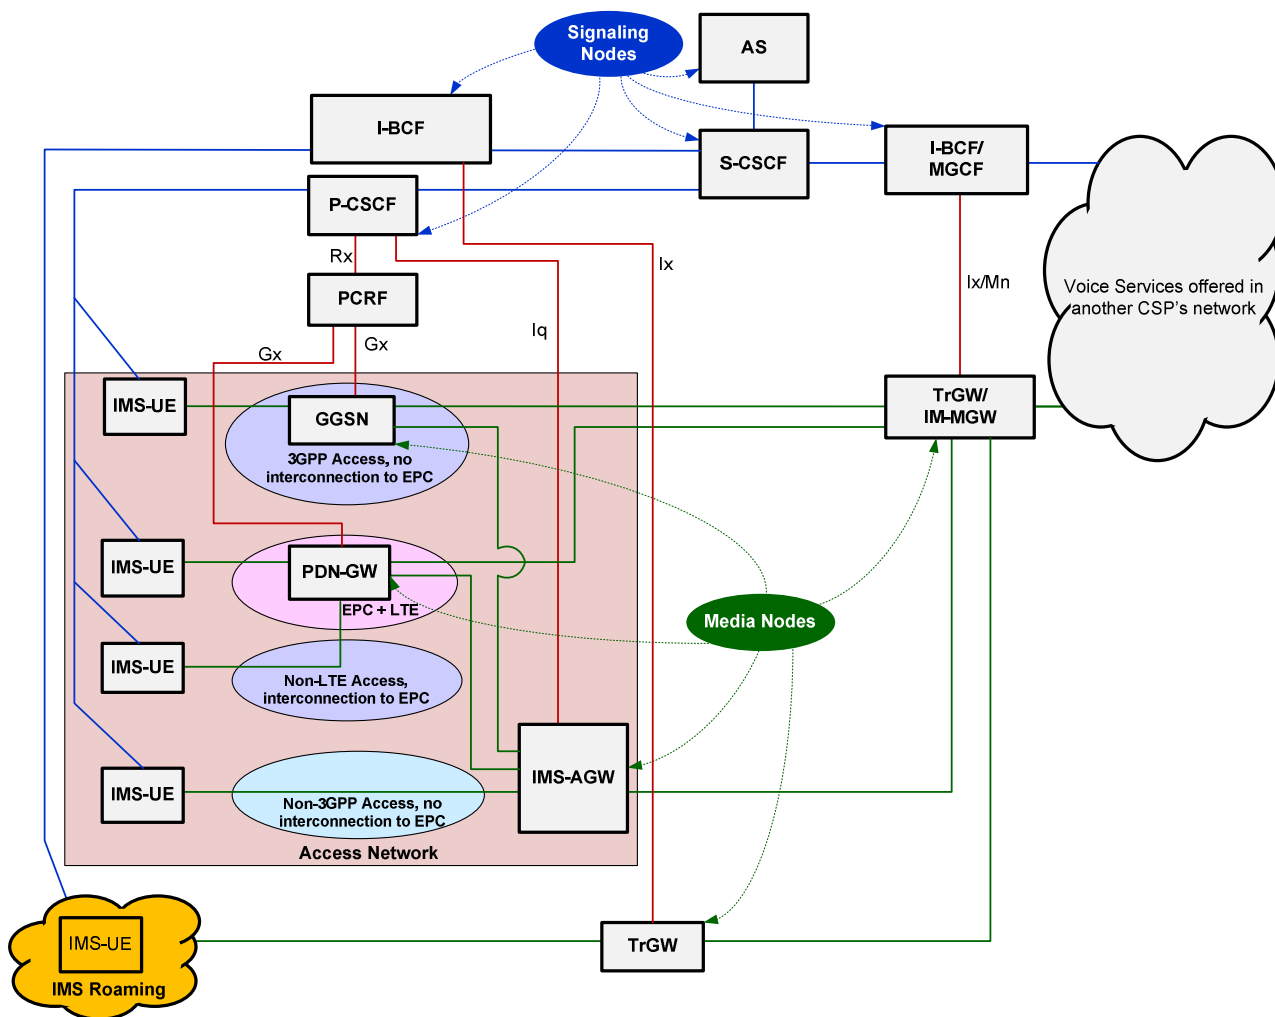 Signaling
Nodes
AS
I-BCF
S-CSCF
I-BCF/
MGCF
P-CSCF
Rx
Ix
Ix/Mn
Voice Services offered in
another CSP's network
PCRF
Iq
Gx
Gx
IMS-UE
GGSN
TrGW/
IM-MGW
3GPP Access, no
interconnection to EPC
IMS-UE
PDN-GW
EPC + LTE
Media Nodes
IMS-UE
Non-LTE Access,
interconnection to EPC
IMS-AGW
IMS-UE
Non-3GPP Access, no
interconnection to EPC
Access Network
IMS-UE
TrGW
IMS Roaming